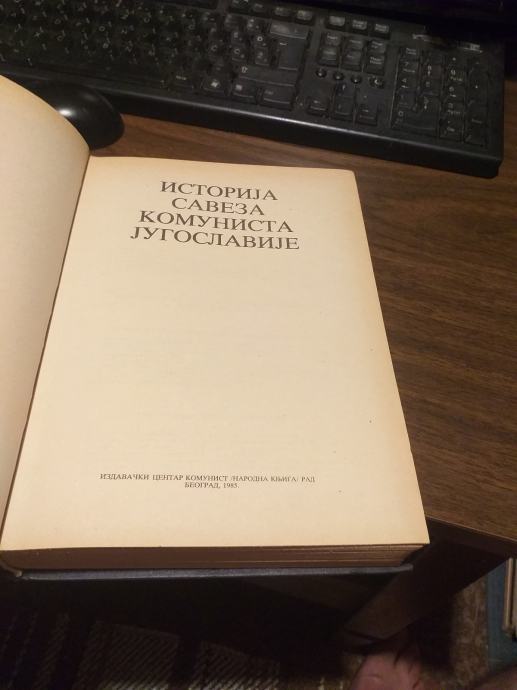 ИСТОРИЈА
САВЕЗА
КОМУНИСТА
ЈУГОСЛАВИЈЕ
ИЗДАВАЧКИ ЦЕНТАР КОМУНИСТ /НАРОДНА КЊИГА/ РАД
БЕОГРАД, 1985.